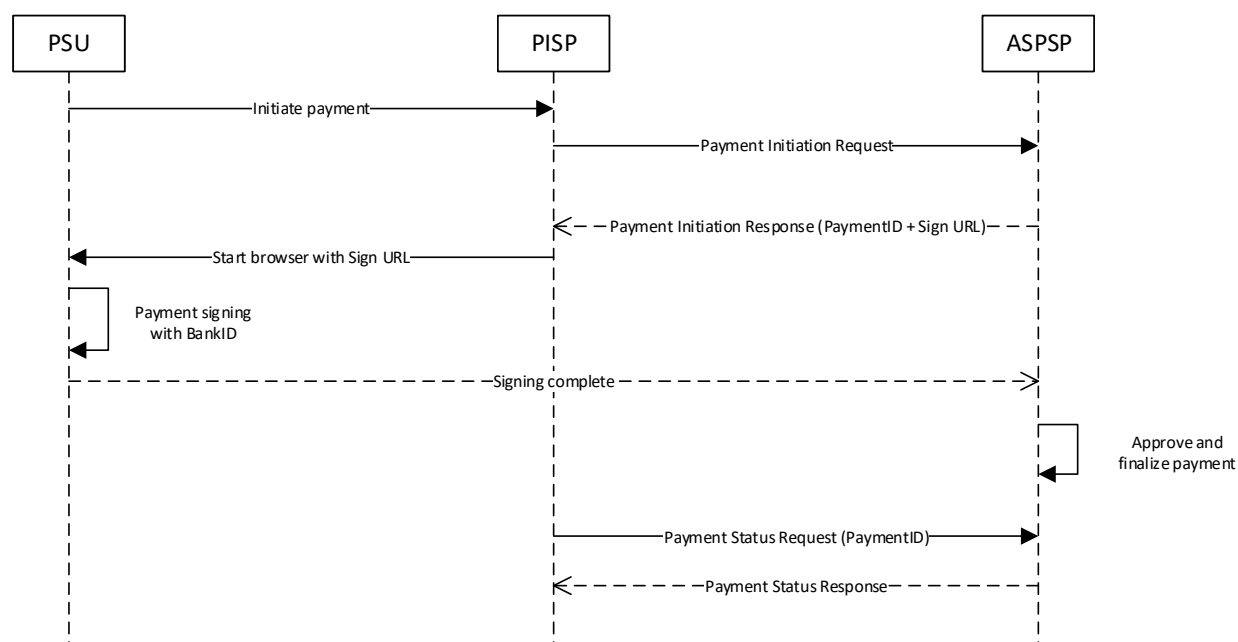 PSU
PISP
ASPSP
Initiate payment
Payment Initiation Request
Payment Initiation Response (PaymentID + Sign URL)
Start browser with Sign URL
Payment signing
with BankID
Signing complete
Approve and
finalize payment
Payment Status Request (PaymentID)
Payment Status Response